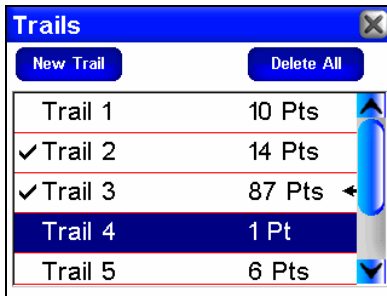 Trails
New Trail Delete All
Trail 1 10 Pts
Trail 2 14 Pts
Trail 3 87 Pts
Trail 4 1 Pt
Trail 5 6 Pts